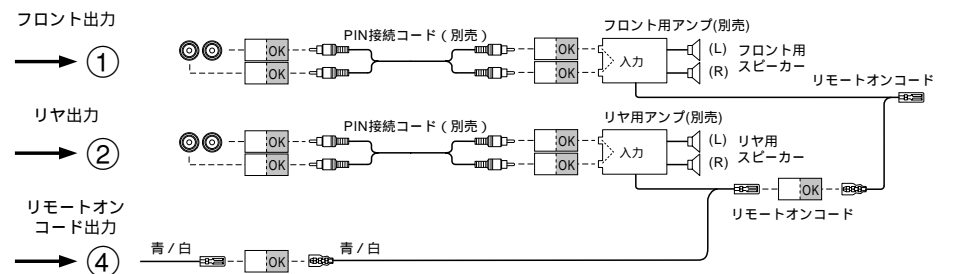 フロント出力
①
OK
OK
PIN接続コード（別売）
OK
OK
フロント用アンプ(別売)
入力
(L)
(R)
フロント用
スピーカー
リモートオンコード
リヤ出力
②
OK
OK
PIN接続コード（別売）
OK
OK
リヤ用アンプ(別売)
入力
(L)
(R)
リヤ用
スピーカー
OK
リモートオンコード
リモートオン
コード出力
④
青 / 白
OK
青 / 白